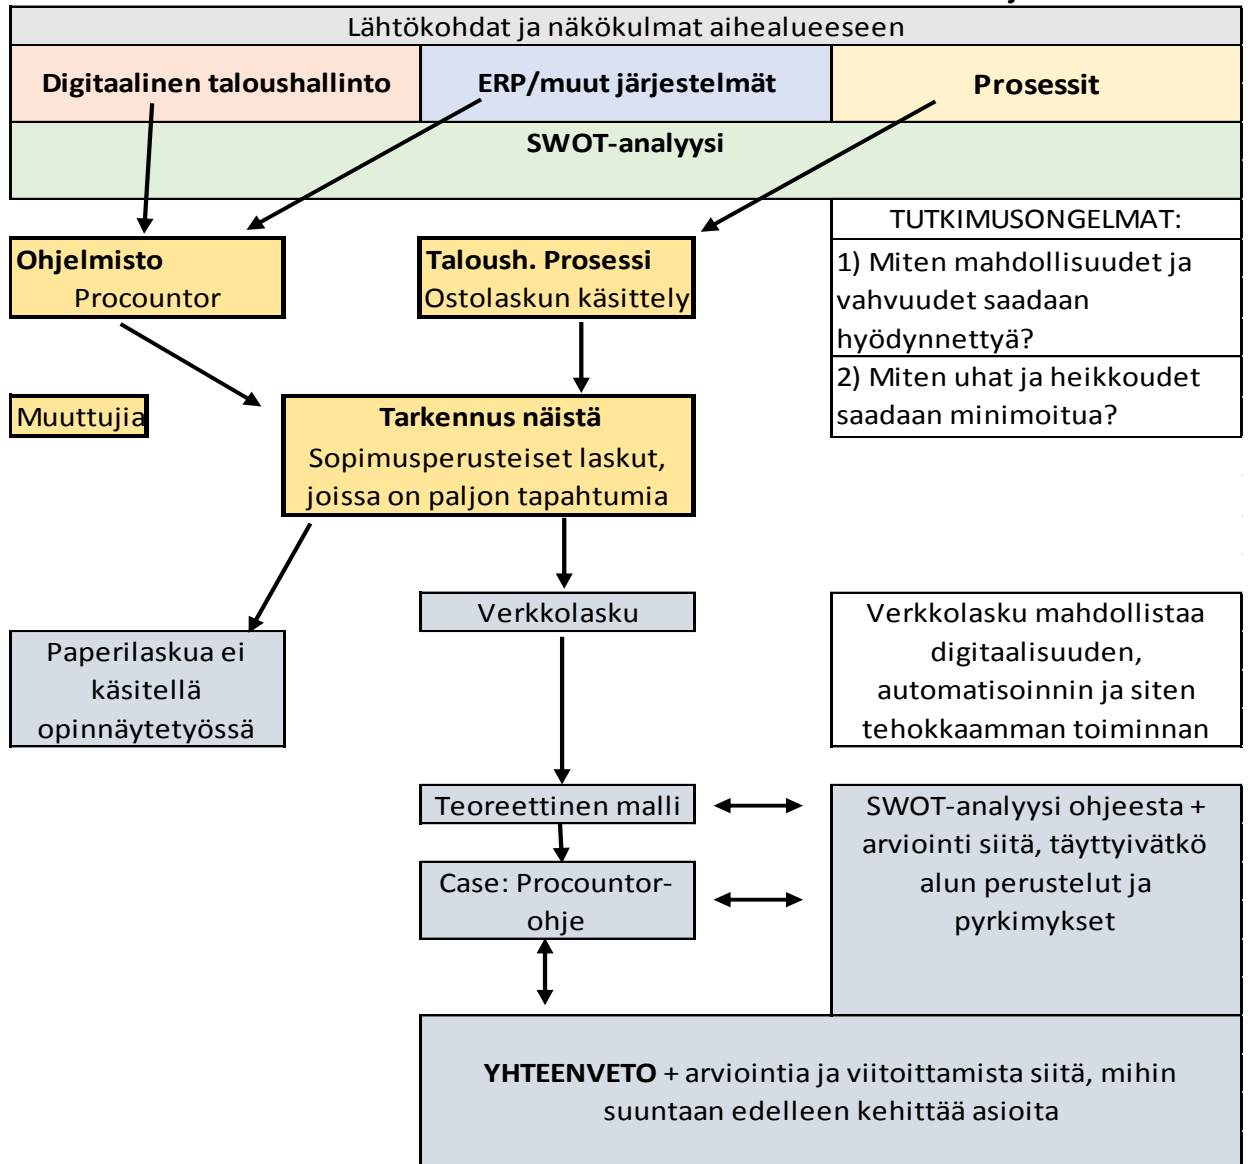 Lähtökohdat ja näkökulmat aihealueeseen
Digitaalinen taloushallinto
ERP/muut järjestelmät
Prosessit
SWOT-analyysi
TUTKIMUSONGELMAT:
Ohjelmisto
Procountor
Taloush. Prosessi
Ostolaskun käsittely
1) Miten mahdollisuudet ja
vahvuudet saadaan
hyödynnettyä?
2) Miten uhat ja heikkoudet
saadaan minimoitua?
Muuttujia
Tarkennus näistä
Sopimusperusteiset laskut,
joissa on paljon tapahtumia
Verkkolasku
Paperilaskua ei
käsitellä
opinnäytetyössä
Verkkolasku mahdollistaa
digitaalisuuden,
automatisoinnin ja siten
tehokkaamman toiminnan
Teoreettinen malli
SWOT-analyysi ohjeesta +
arviointi siitä, täyttyivätkö
alun perustelut ja
pyrkimykset
Case: Procountor-
ohje
YHTEENVETO + arviointia ja viitoittamista siitä, mihin
suuntaan edelleen kehittää asioita